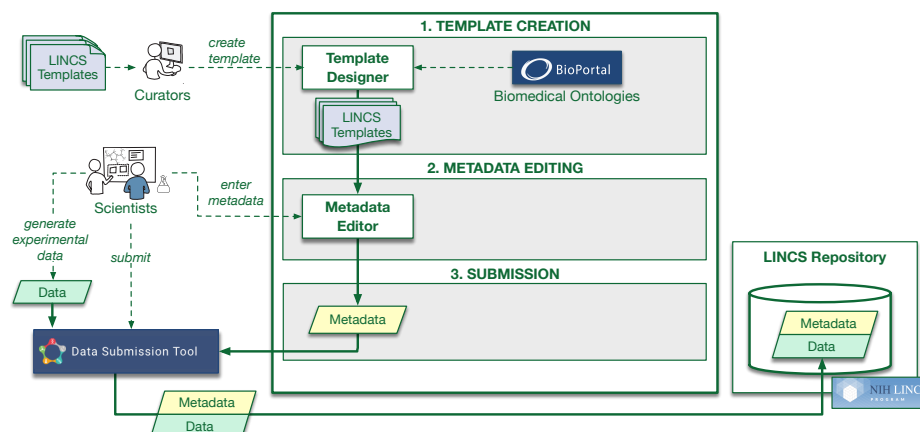 1. TEMPLATE CREATION
LINCS
Templates
Curators
create
template
Template
Designer
BioPortal
Biomedical Ontologies
LINCS
Templates
2. METADATA EDITING
Scientists
enter
metadata
Metadata
Editor
generate
experimental
data
submit
Data
3. SUBMISSION
Metadata
Data Submission Tool
Metadata
Data
LINCS Repository
Metadata
Data
NIH LINC
PROGRAM